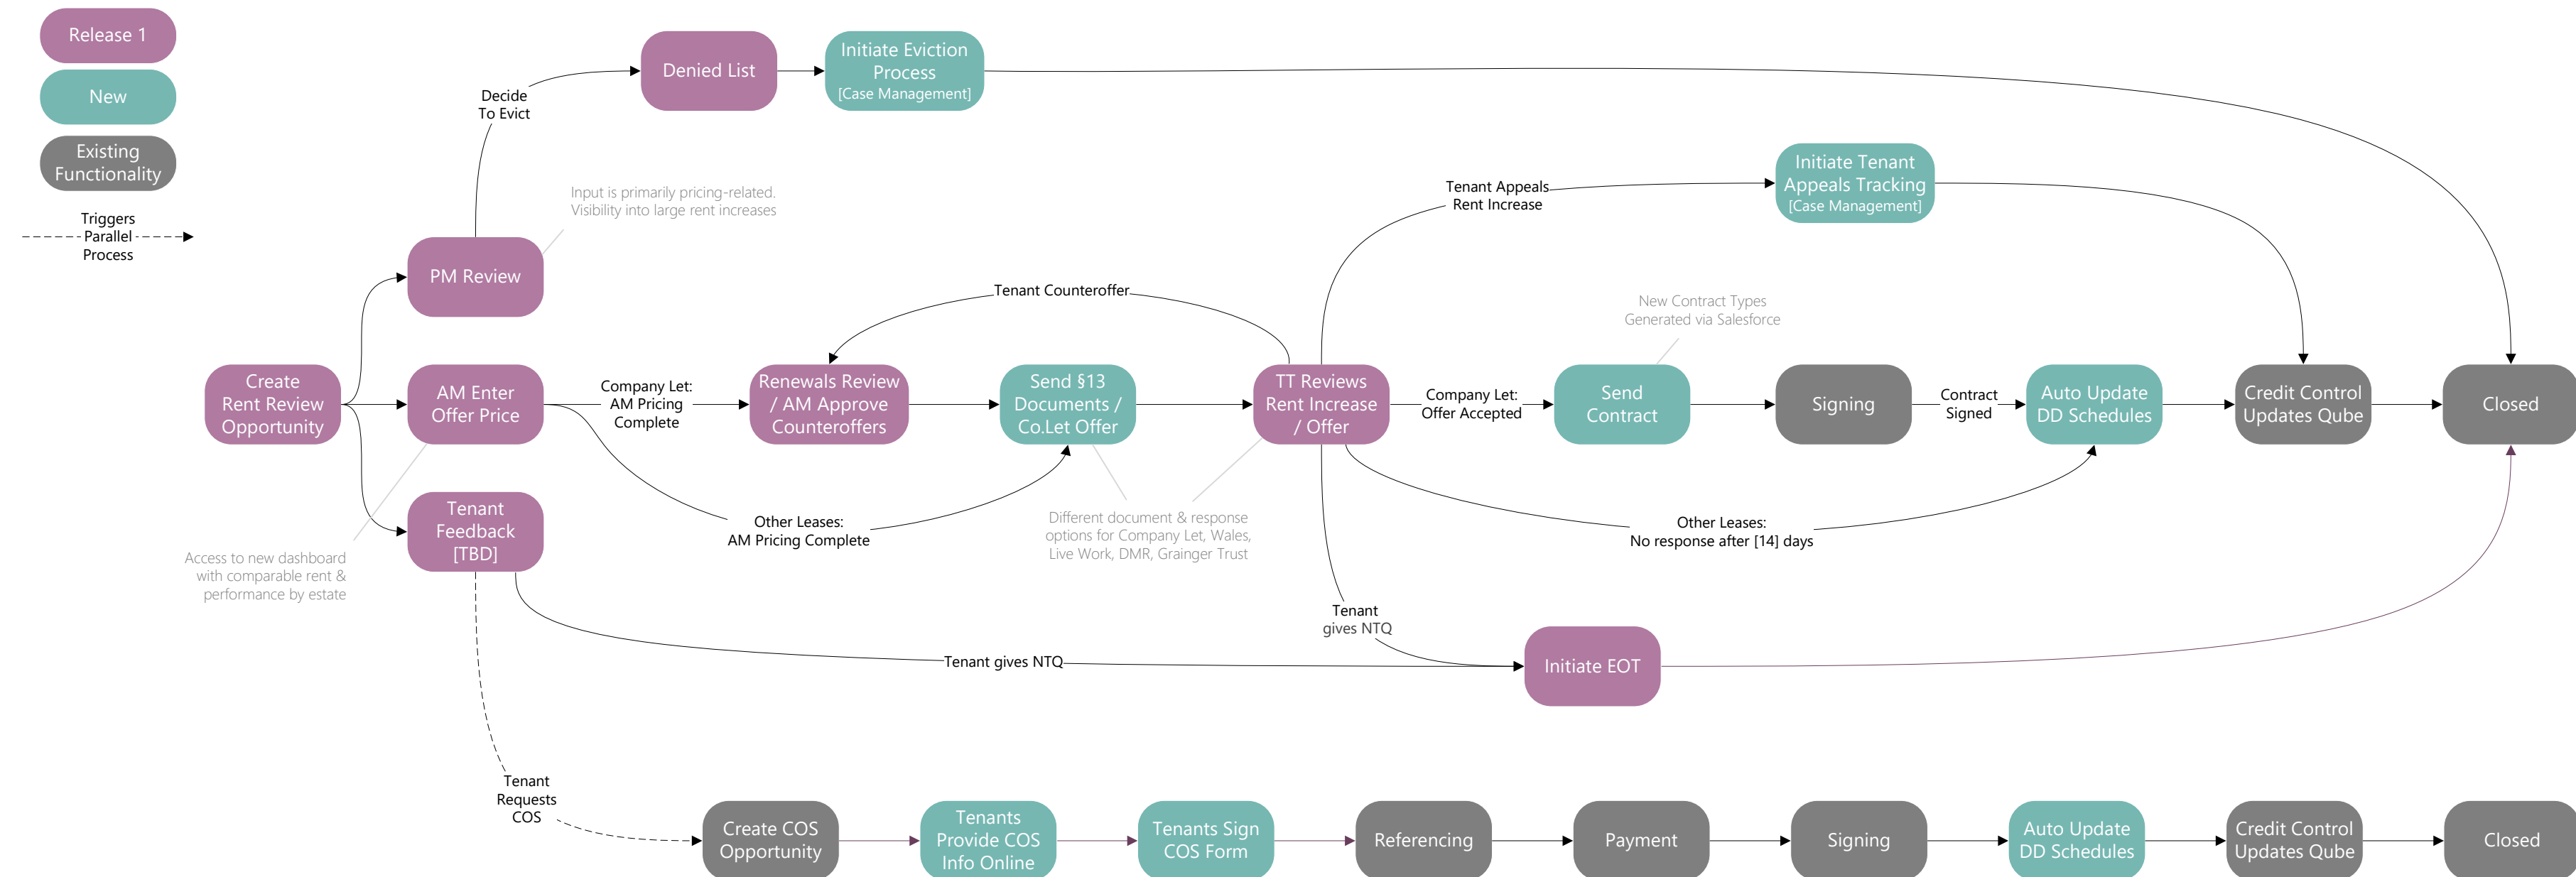 Release 1
New
Existing
Functionality
Triggers
Parallel
Process
Denied List
Initiate Eviction
Process
[Case Management]
Decide
To Evict
Input is primarily pricing-related.
Visibility into large rent increases
PM Review
Tenant Appeals
Rent Increase
Initiate Tenant
Appeals Tracking
[Case Management]
Tenant Counteroffer
New Contract Types
Generated via Salesforce
Create
Rent Review
Opportunity
AM Enter
Offer Price
Company Let:
AM Pricing
Complete
Renewals Review
/ AM Approve
Counteroffers
Send §13
Documents /
Co.Let Offer
TT Reviews
Rent Increase
/ Offer
Company Let:
Offer Accepted
Send
Contract
Signing
Contract
Signed
Auto Update
DD Schedules
Credit Control
Updates Qube
Closed
Tenant
Feedback
[TBD]
Other Leases:
AM Pricing Complete
Different document & response
options for Company Let, Wales,
Live Work, DMR, Grainger Trust
Other Leases:
No response after [14] days
Access to new dashboard
with comparable rent &
performance by estate
Tenant
gives NTQ
Tenant gives NTQ
Initiate EOT
Tenant
Requests
COS
Create COS
Opportunity
Tenants
Provide COS
Info Online
Tenants Sign
COS Form
Referencing
Payment
Signing
Auto Update
DD Schedules
Credit Control
Updates Qube
Closed